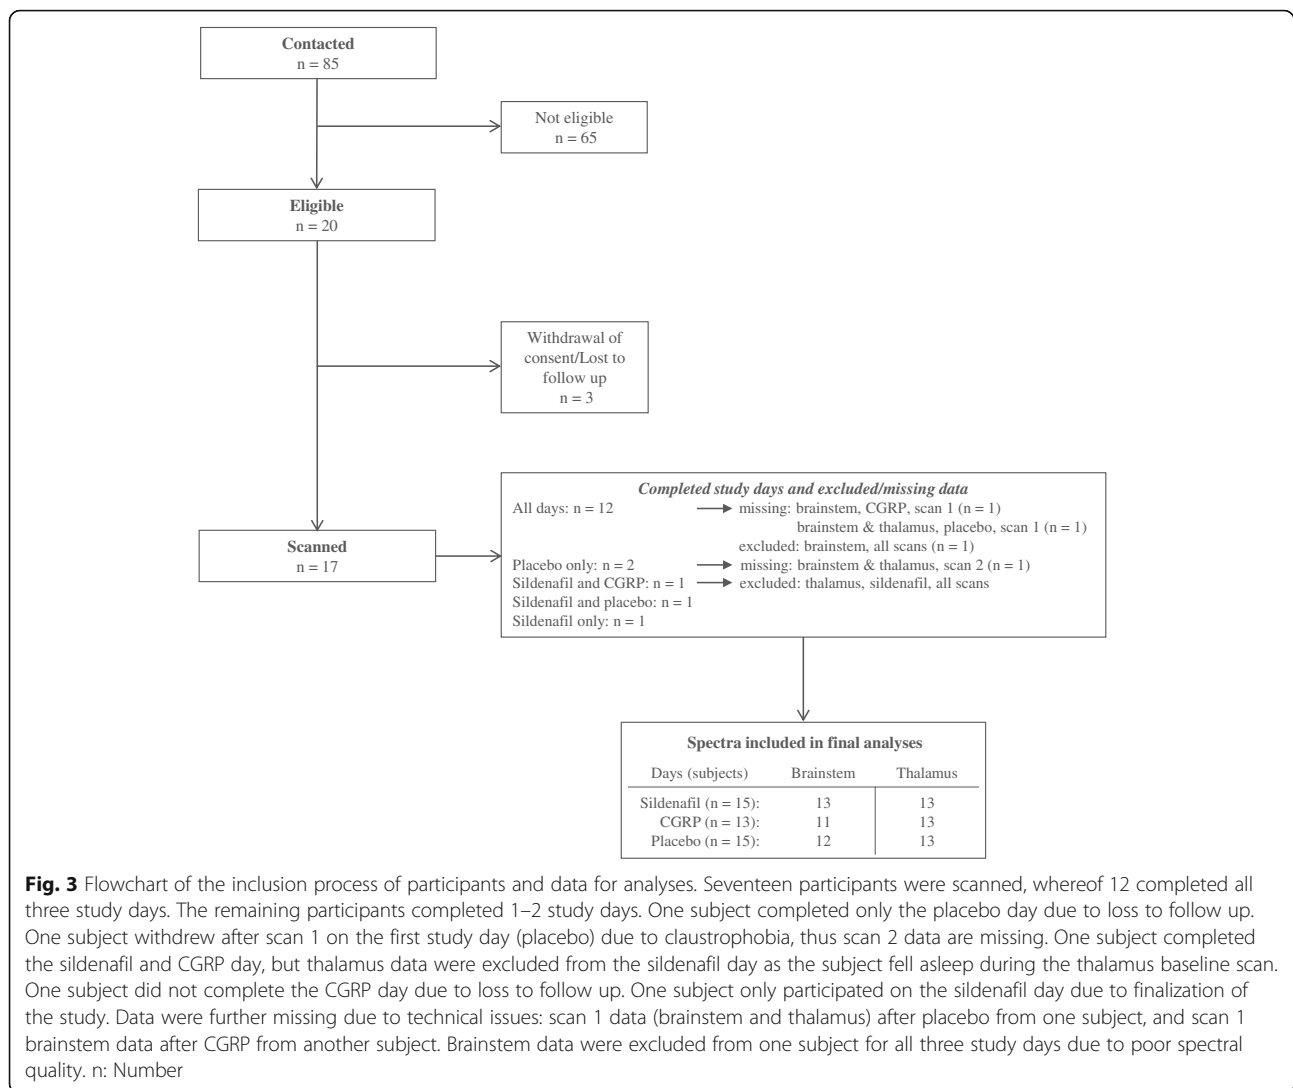 Contacted
n = 85
Not eligible
n = 65
Eligible
n = 20
Withdrawal of
consent/Lost to
follow up
n = 3
Completed study days and excluded/missing data
All days: n = 12 missing: brainstem, CGRP, scan 1 (n = 1)
brainstem & thalamus, placebo, scan 1 (n = 1)
excluded: brainstem, all scans (n = 1)
Placebo only: n = 2 missing: brainstem & thalamus, scan 2 (n = 1)
Sildenafil and CGRP: n = 1 excluded: thalamus, sildenafil, all scans
Sildenafil and placebo: n = 1
Sildenafil only: n = 1
Scanned
n = 17
Spectra included in final analyses
Days (subjects) Brainstem Thalamus
Sildenafil (n = 15): 13 13
CGRP (n = 13): 11 13
Placebo (n = 15): 12 13
Fig. 3 Flowchart of the inclusion process of participants and data for analyses. Seventeen participants were scanned, whereof 12 completed all
three study days. The remaining participants completed 1–2 study days. One subject completed only the placebo day due to loss to follow up.
One subject withdrew after scan 1 on the first study day (placebo) due to claustrophobia, thus scan 2 data are missing. One subject completed
the sildenafil and CGRP day, but thalamus data were excluded from the sildenafil day as the subject fell asleep during the thalamus baseline scan.
One subject did not complete the CGRP day due to loss to follow up. One subject only participated on the sildenafil day due to finalization of
the study. Data were further missing due to technical issues: scan 1 data (brainstem and thalamus) after placebo from one subject, and scan 1
brainstem data after CGRP from another subject. Brainstem data were excluded from one subject for all three study days due to poor spectral
quality. n: Number